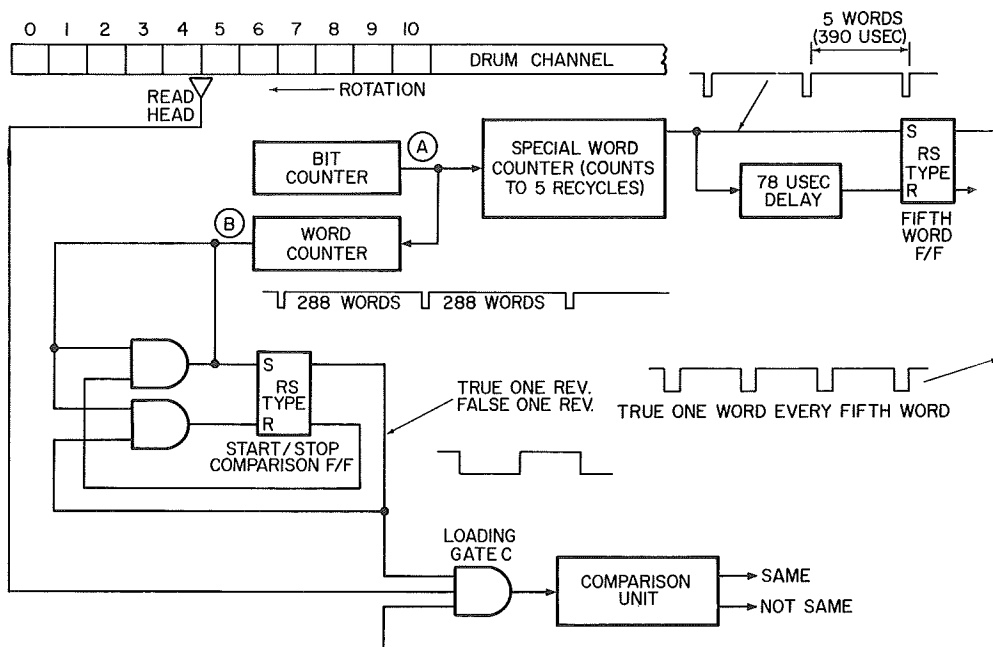 0 1 2 3 4 5 6 7 8 9 10
DRUM CHANNEL
5 WORDS
(390 USEC)
READ
HEAD
ROTATION
BIT
COUNTER
A
SPECIAL WORD
COUNTER (COUNTS
TO 5 RECYCLES)
S
RS
TYPE
R
78 USEC
DELAY
FIFTH
WORD
F/F
B
WORD
COUNTER
288 WORDS
288 WORDS
S
RS
TYPE
R
START/STOP
COMPARISON F/F
TRUE ONE REV.
FALSE ONE REV.
TRUE ONE WORD EVERY FIFTH WORD
LOADING
GATE C
COMPARISON
UNIT
SAME
NOT SAME